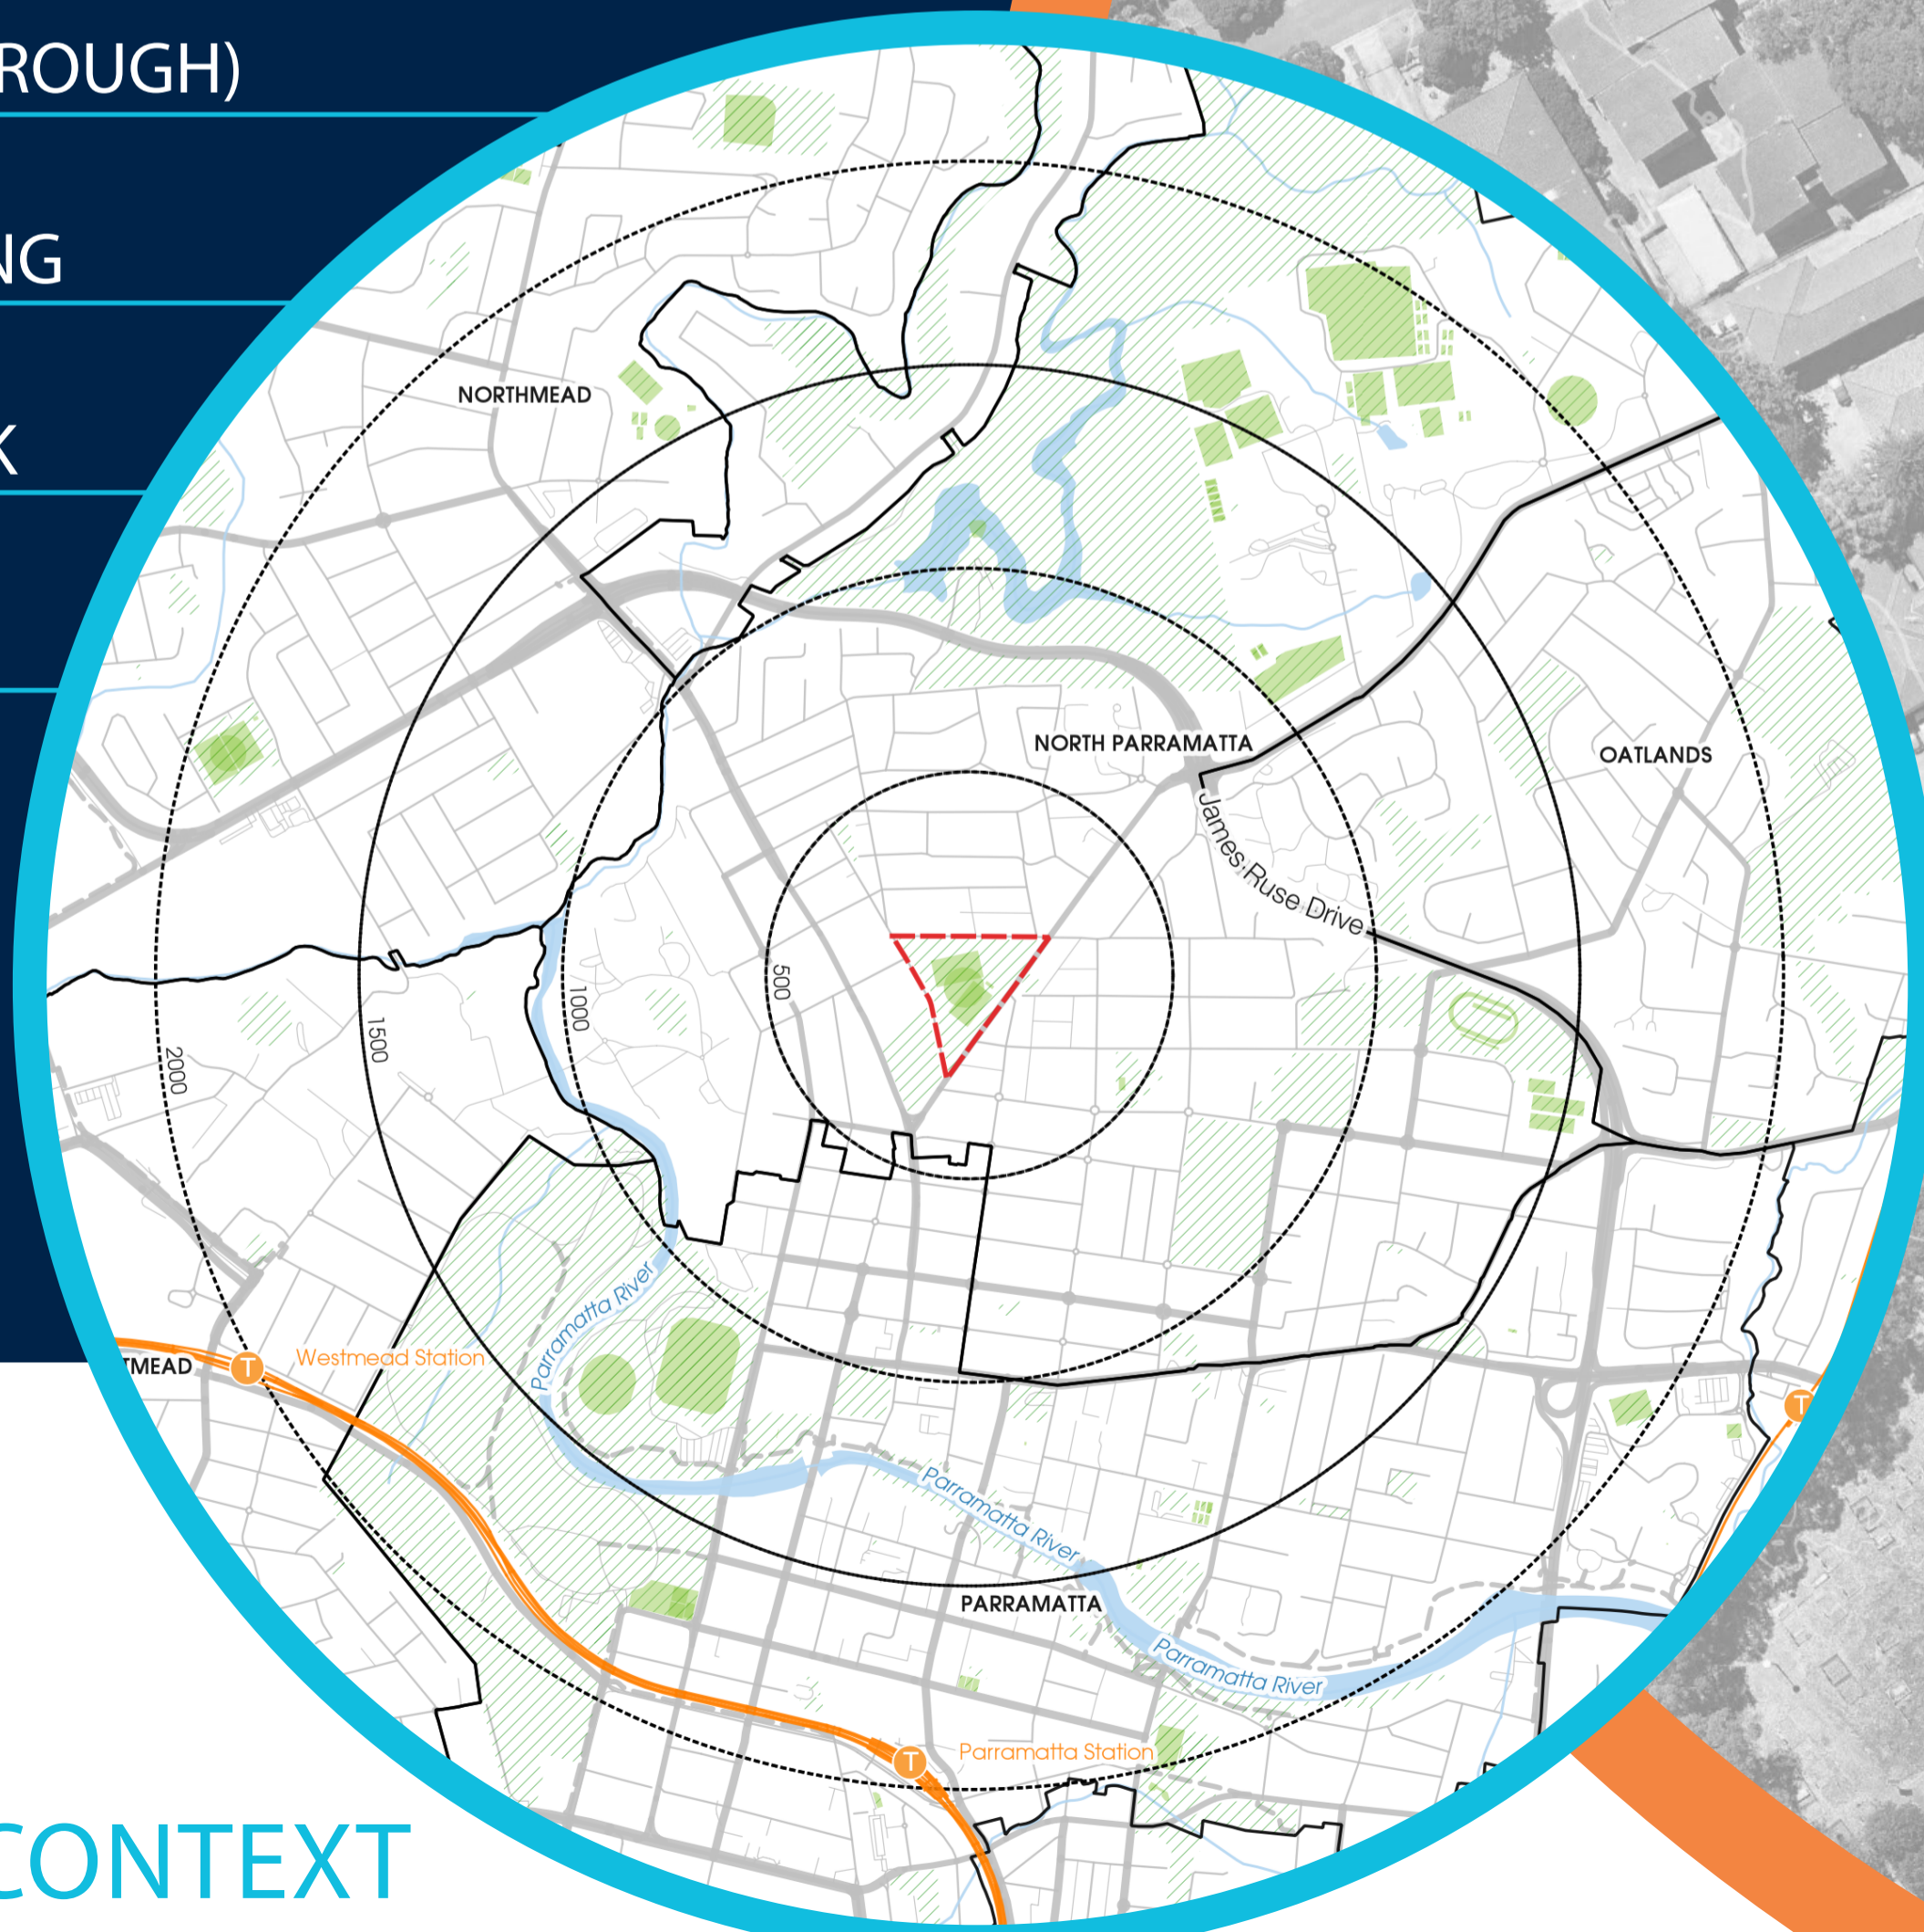 ROUGH)
NG
K
NORTHMEAD
NORTH PARRAMATTA
OATLANDS
James Ruse Drive
500
1000
1500
2000
Parramatta River
TMEAD
T
Westmead Station
T
Parramatta River
PARRAMATTA
Parramatta River
T
Parramatta Station
CONTEXT